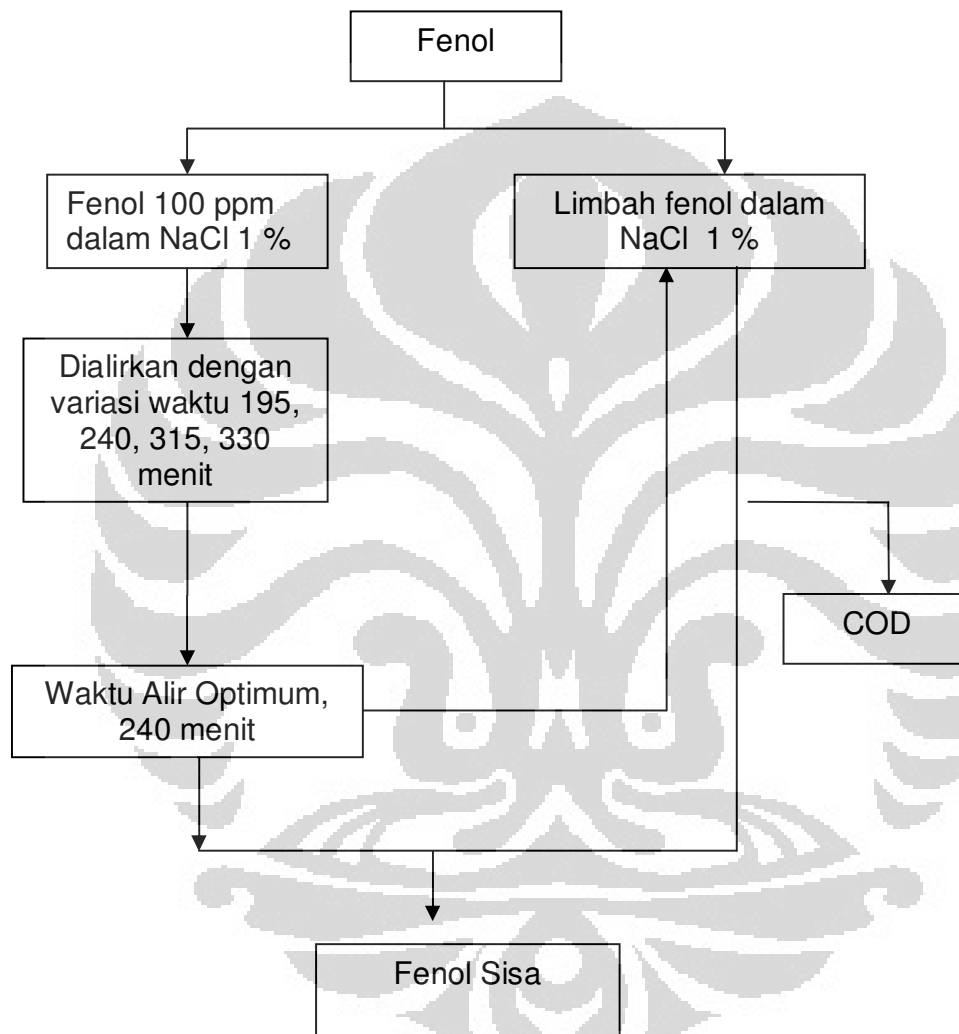 Fenol
Fenol 100 ppm
dalam NaCl 1 %
Limbah fenol dalam
NaCl 1 %
Dialirkan dengan
variasi waktu 195,
240, 315, 330
menit
COD
Waktu Alir Optimum,
240 menit
Fenol Sisa